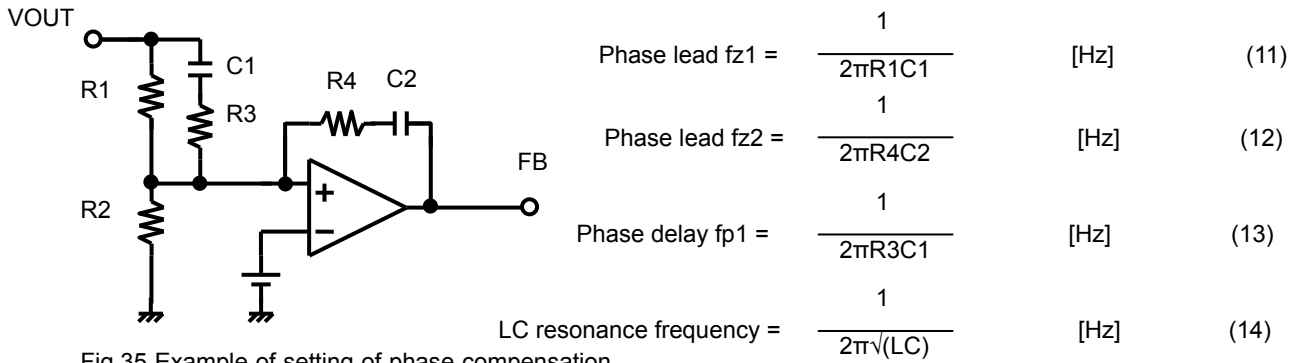 VOUT
R1
C1
R3
R4
C2
FB
R2
+
−
Phase lead fz1 = 1 / 2πR1C1 [Hz] (11)
Phase lead fz2 = 1 / 2πR4C2 [Hz] (12)
Phase delay fp1 = 1 / 2πR3C1 [Hz] (13)
LC resonance frequency = 1 / 2π√(LC) [Hz] (14)
Fig.35 Example of setting of phase compensation